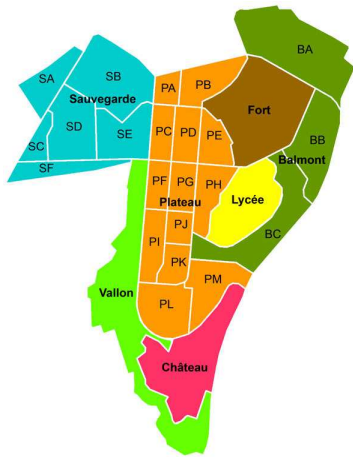 BA
SA
SB
PA
PB
Sauvegarde
Fort
SD
SE
PC
PD
PE
BB
SC
Balmont
SF
PF
PG
PH
Plateau
Lycée
PJ
PI
BC
PK
PM
Vallon
PL
Château